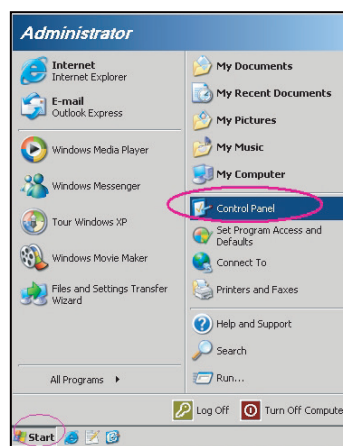 Administrator
Internet
Internet Explorer
E-mail
Outlook Express
Windows Media Player
Windows Messenger
Tour Windows XP
Windows Movie Maker
Files and Settings Transfer
Wizard
All Programs
My Documents
My Recent Documents
My Pictures
My Music
My Computer
Control Panel
Set Program Access and
Defaults
Connect To
Printers and Faxes
Help and Support
Search
Run...
Log Off
Turn Off Compute
Start